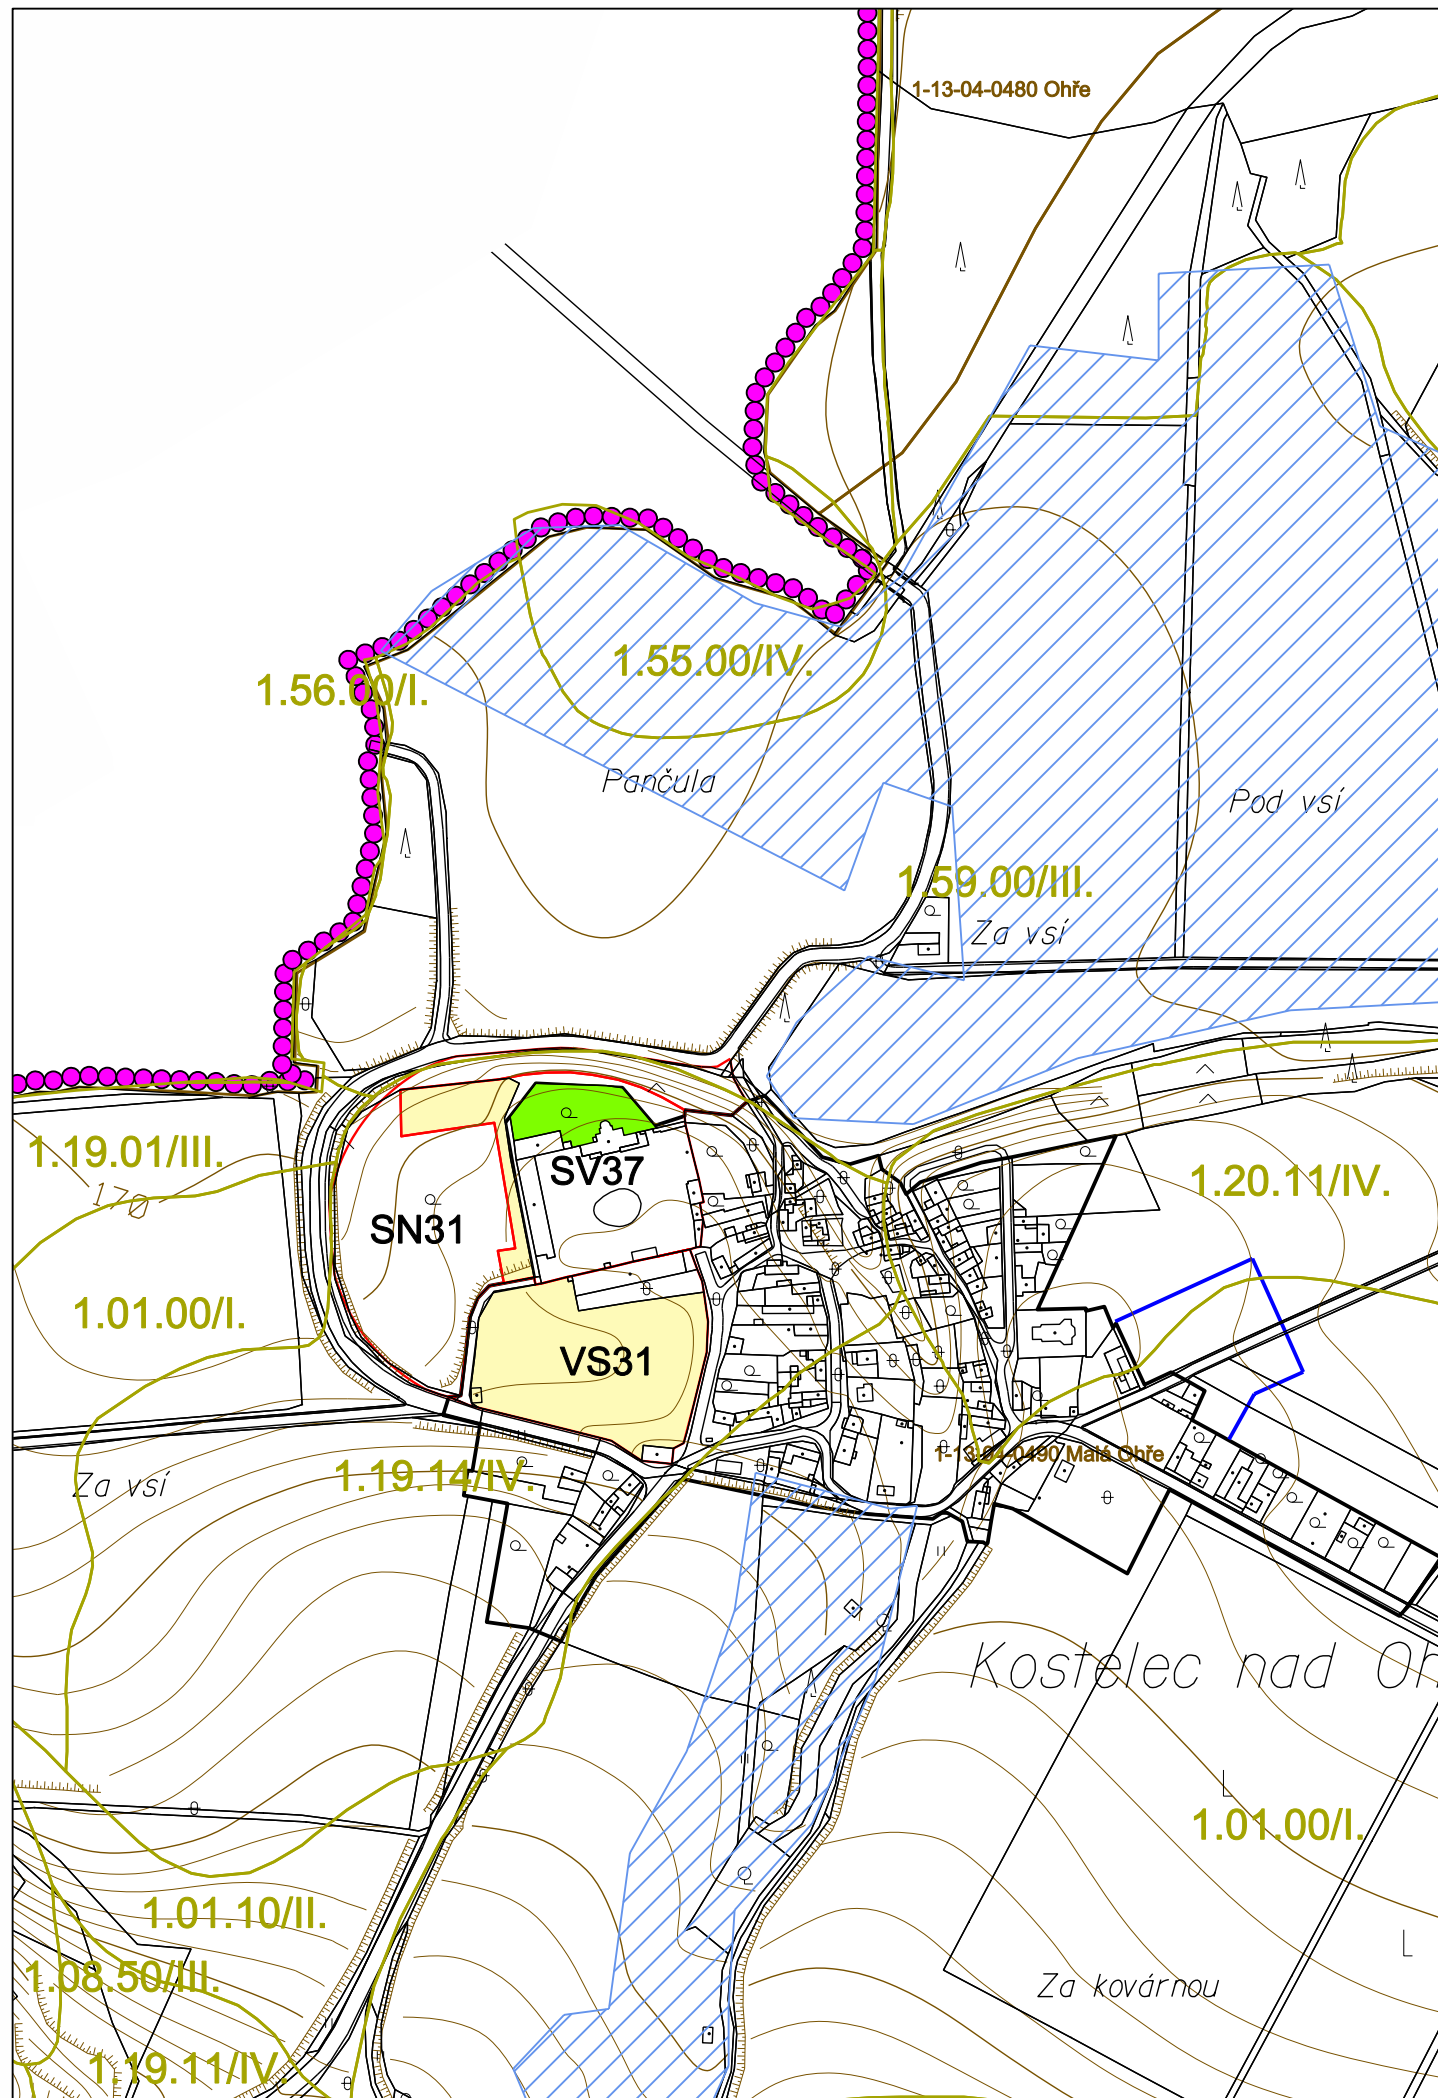 1-13-04-0480 Ohře
1.55.00/IV.
1.56.00/I.
Pančula
Pod vsí
1.59.00/III.
Za vsí
1.19.01/III.
170
SV37
1.20.11/IV.
SN31
1.01.00/I.
VS31
1-13-04-0490 Malá Ohře
1.19.14/IV.
Za vsí
Kostelec nad Oh
1.01.00/I.
1.01.10/II.
1.08.50/III.
Za kovárnou
1.19.11/IV.